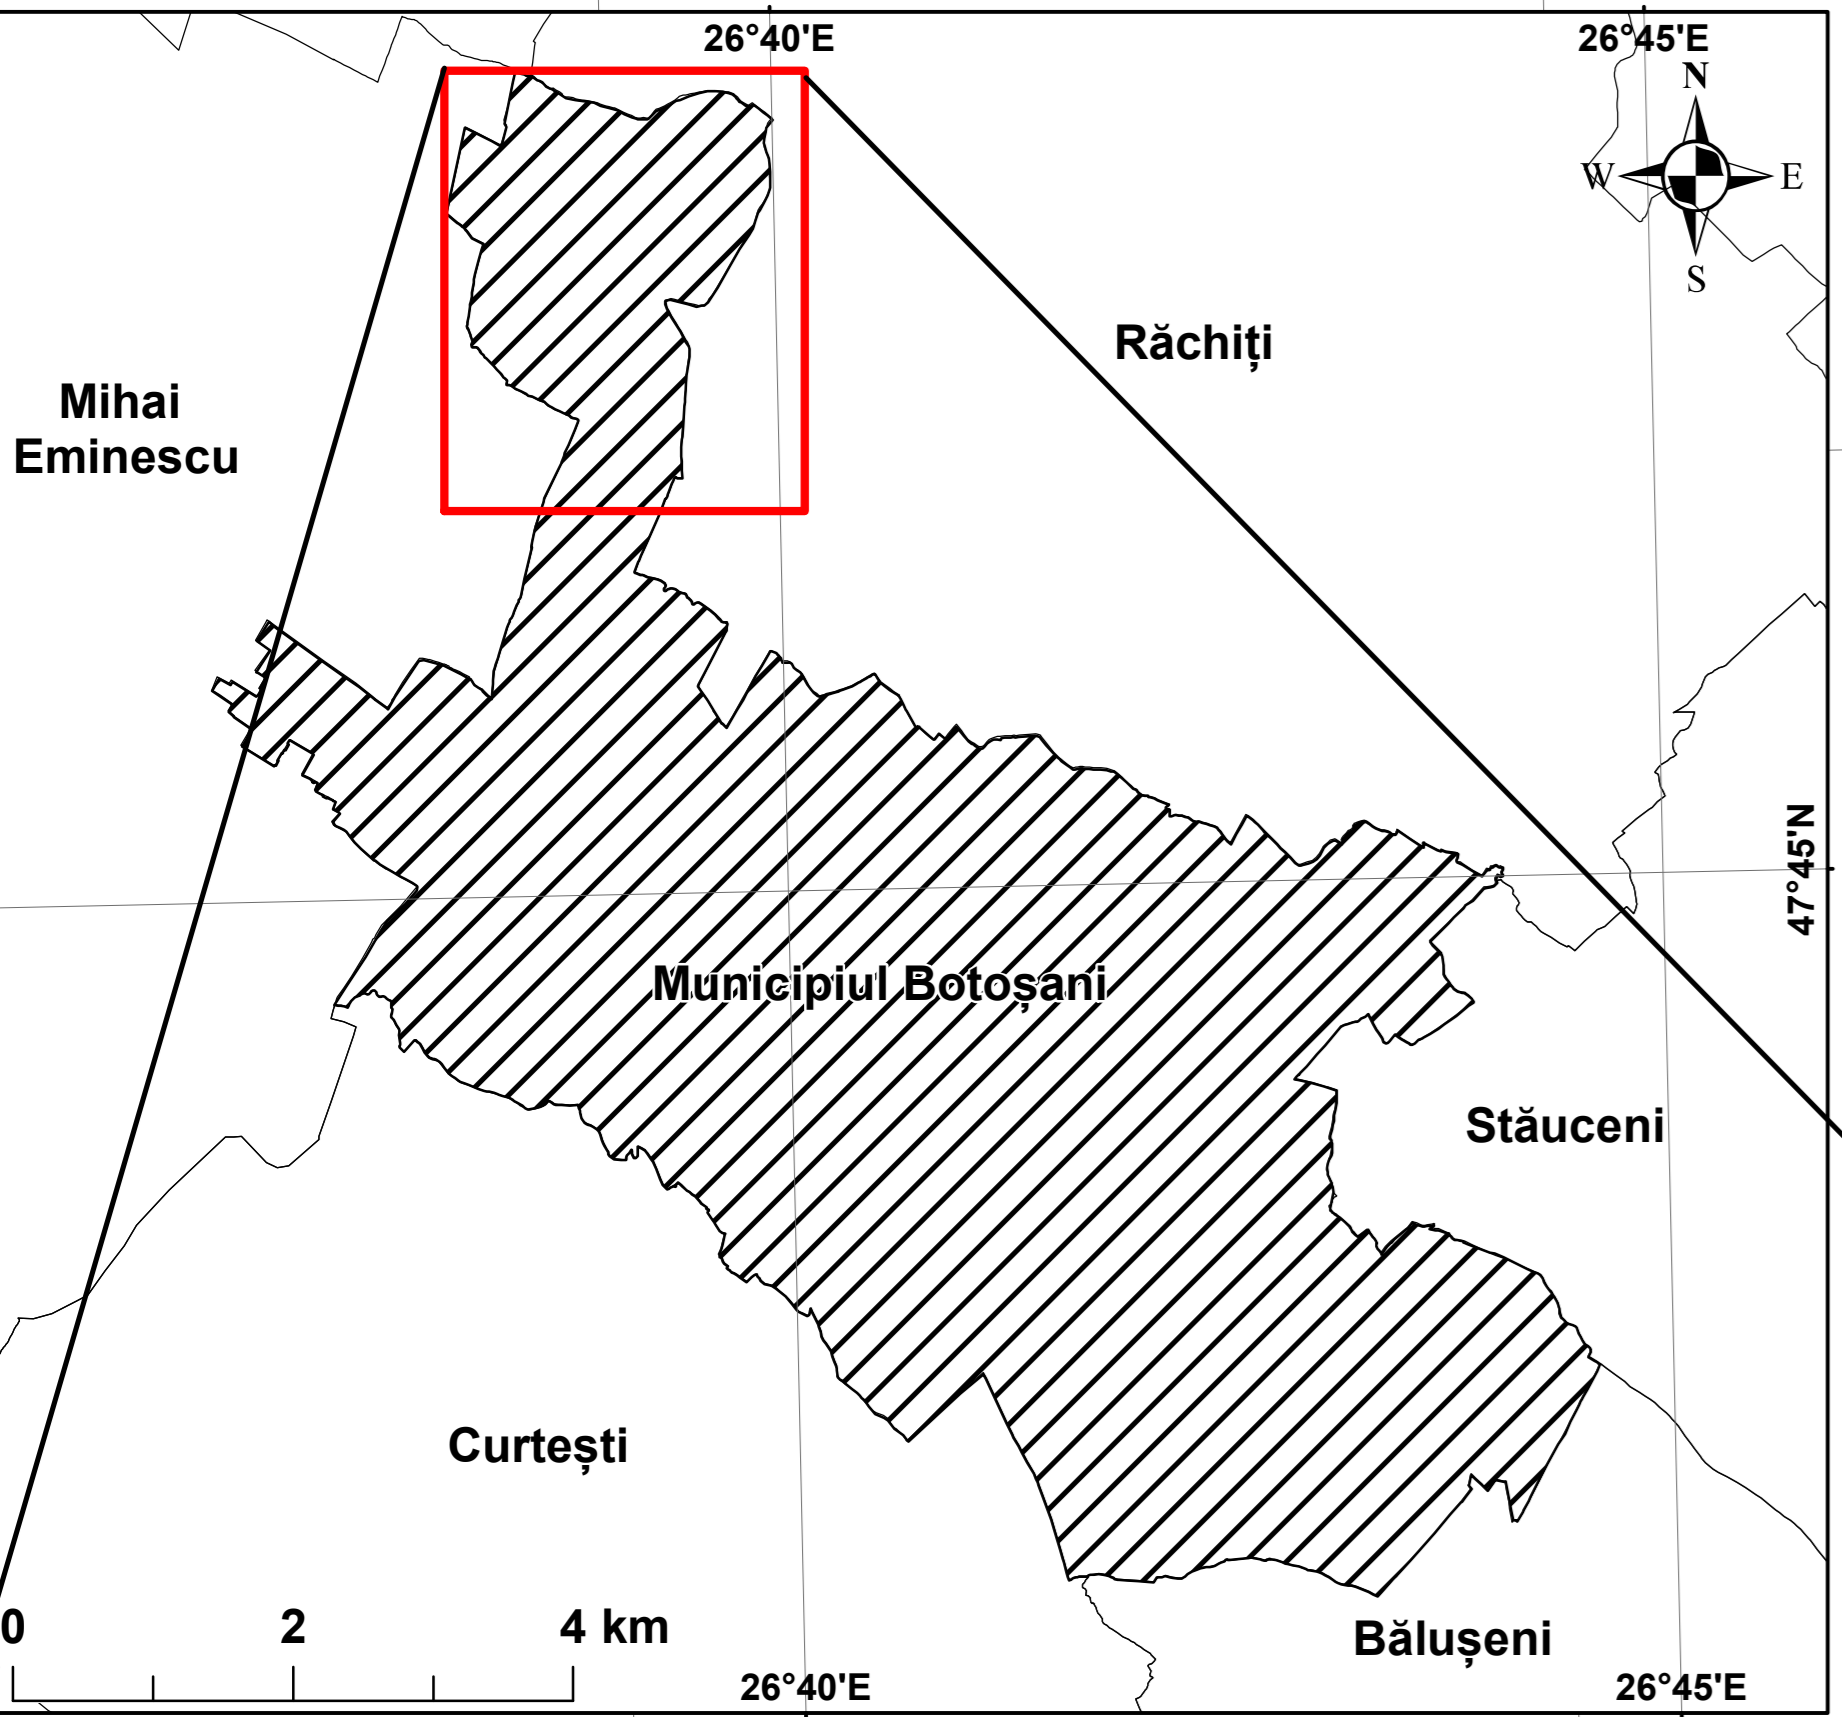 26°40'E
26°45'E
N
W
E
S
Răchiți
Mihai
Eminescu
47°45'N
Municipiul Botoșani
Stăuceni
Curtești
Bălușeni
0 2 4 km
26°40'E
26°45'E